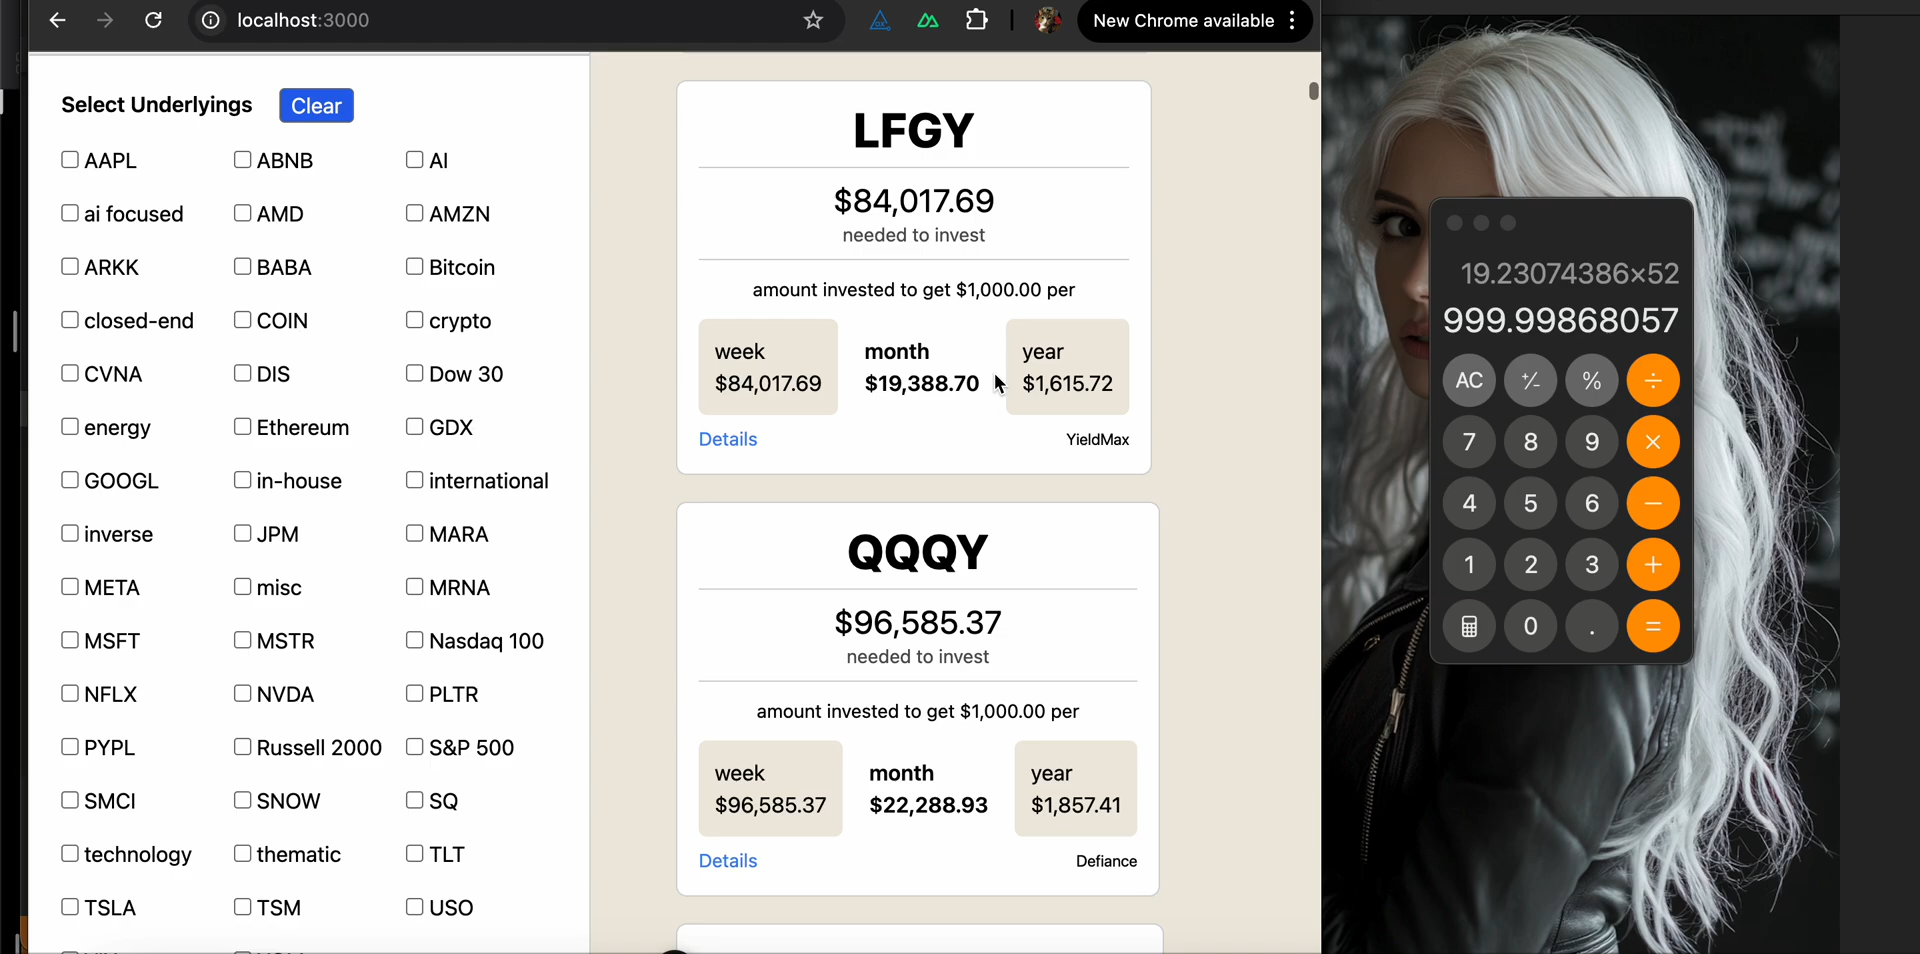 localhost:3000
New Chrome available
Select Underlyings
Clear
AAPL
ABNB
AI
ai focused
AMD
AMZN
ARKK
BABA
Bitcoin
closed-end
COIN
crypto
CVNA
DIS
Dow 30
energy
Ethereum
GDX
GOOGL
in-house
international
inverse
JPM
MARA
META
misc
MRNA
MSFT
MSTR
Nasdaq 100
NFLX
NVDA
PLTR
PYPL
Russell 2000
S&P 500
SMCI
SNOW
SQ
technology
thematic
TLT
TSLA
TSM
USO
LFGY
$84,017.69
needed to invest
amount invested to get $1,000.00 per
week
month
year
$84,017.69
$19,388.70
$1,615.72
Details
YieldMax
QQQY
$96,585.37
needed to invest
amount invested to get $1,000.00 per
week
month
year
$96,585.37
$22,288.93
$1,857.41
Details
Defiance
19.23074386×52
999.99868057
AC +/- % ÷
7 8 9 ×
4 5 6 −
1 2 3 +
0 . =